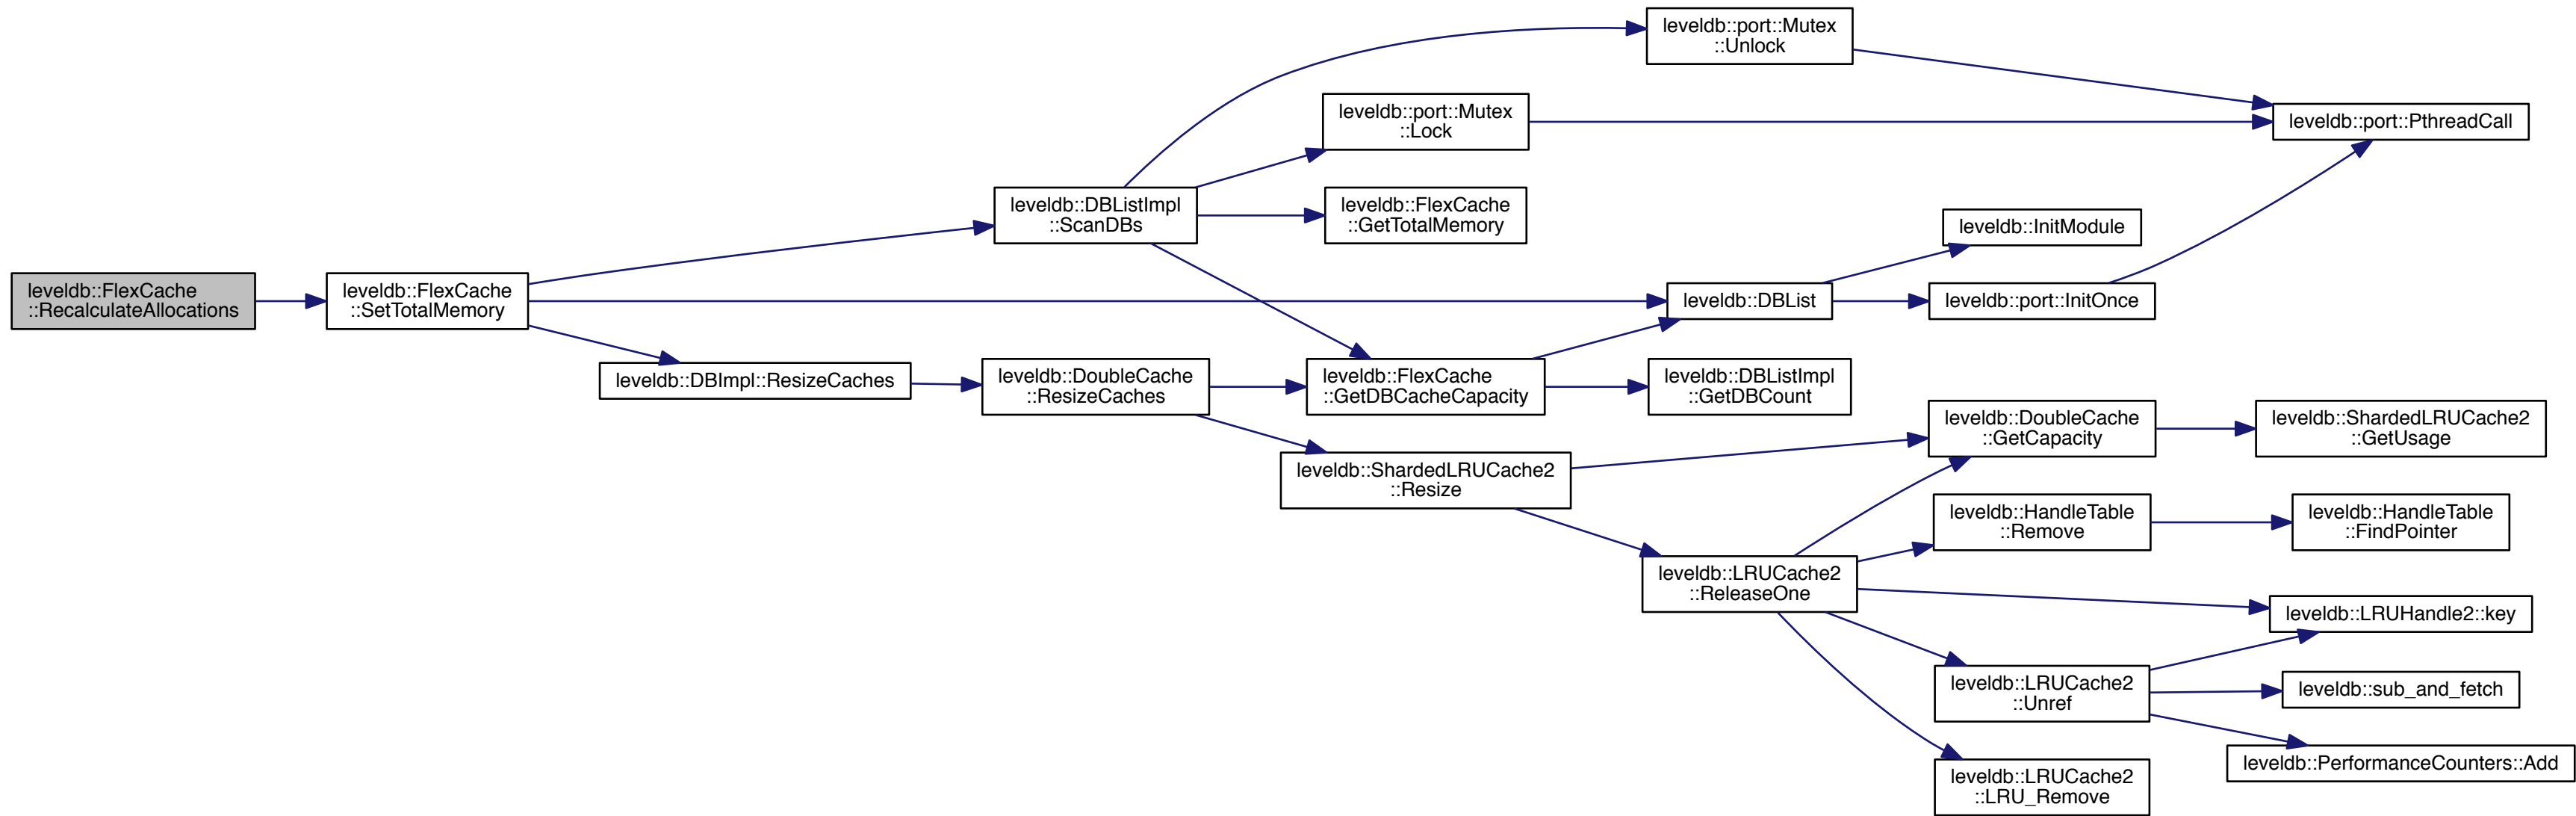 leveldb::FlexCache
::RecalculateAllocations
leveldb::FlexCache
::SetTotalMemory
leveldb::DBListImpl
::ScanDBs
leveldb::DBImpl::ResizeCaches
leveldb::DoubleCache
::ResizeCaches
leveldb::port::Mutex
::Unlock
leveldb::port::Mutex
::Lock
leveldb::FlexCache
::GetTotalMemory
leveldb::FlexCache
::GetDBCacheCapacity
leveldb::ShardedLRUCache2
::Resize
leveldb::DBList
leveldb::DBListImpl
::GetDBCount
leveldb::LRUCache2
::ReleaseOne
leveldb::InitModule
leveldb::port::InitOnce
leveldb::port::PthreadCall
leveldb::DoubleCache
::GetCapacity
leveldb::ShardedLRUCache2
::GetUsage
leveldb::HandleTable
::Remove
leveldb::HandleTable
::FindPointer
leveldb::LRUHandle2::key
leveldb::LRUCache2
::Unref
leveldb::sub_and_fetch
leveldb::PerformanceCounters::Add
leveldb::LRUCache2
::LRU_Remove